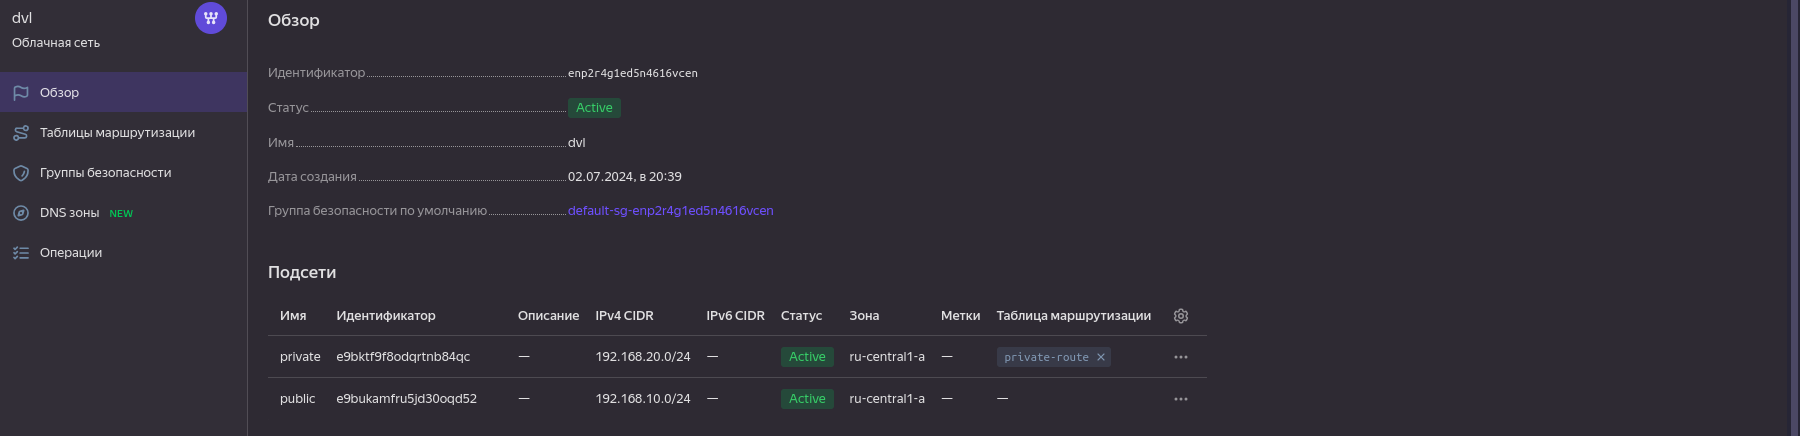 dvl
Облачная сеть
Обзор
Таблицы маршрутизации
Группы безопасности
DNS зоны NEW
Операции
Обзор
Идентификатор enp2r4g1ed5n4616vcen
Статус Active
Имя dvl
Дата создания 02.07.2024, в 20:39
Группа безопасности по умолчанию default-sg-enp2r4g1ed5n4616vcen
Подсети
Имя Идентификатор Описание IPv4 CIDR IPv6 CIDR Статус Зона Метки Таблица маршрутизации
private e9bktf9f8odqrtnb84qc — 192.168.20.0/24 — Active ru-central1-a — private-route ×
public e9bukamfru5jd30oqd52 — 192.168.10.0/24 — Active ru-central1-a — —